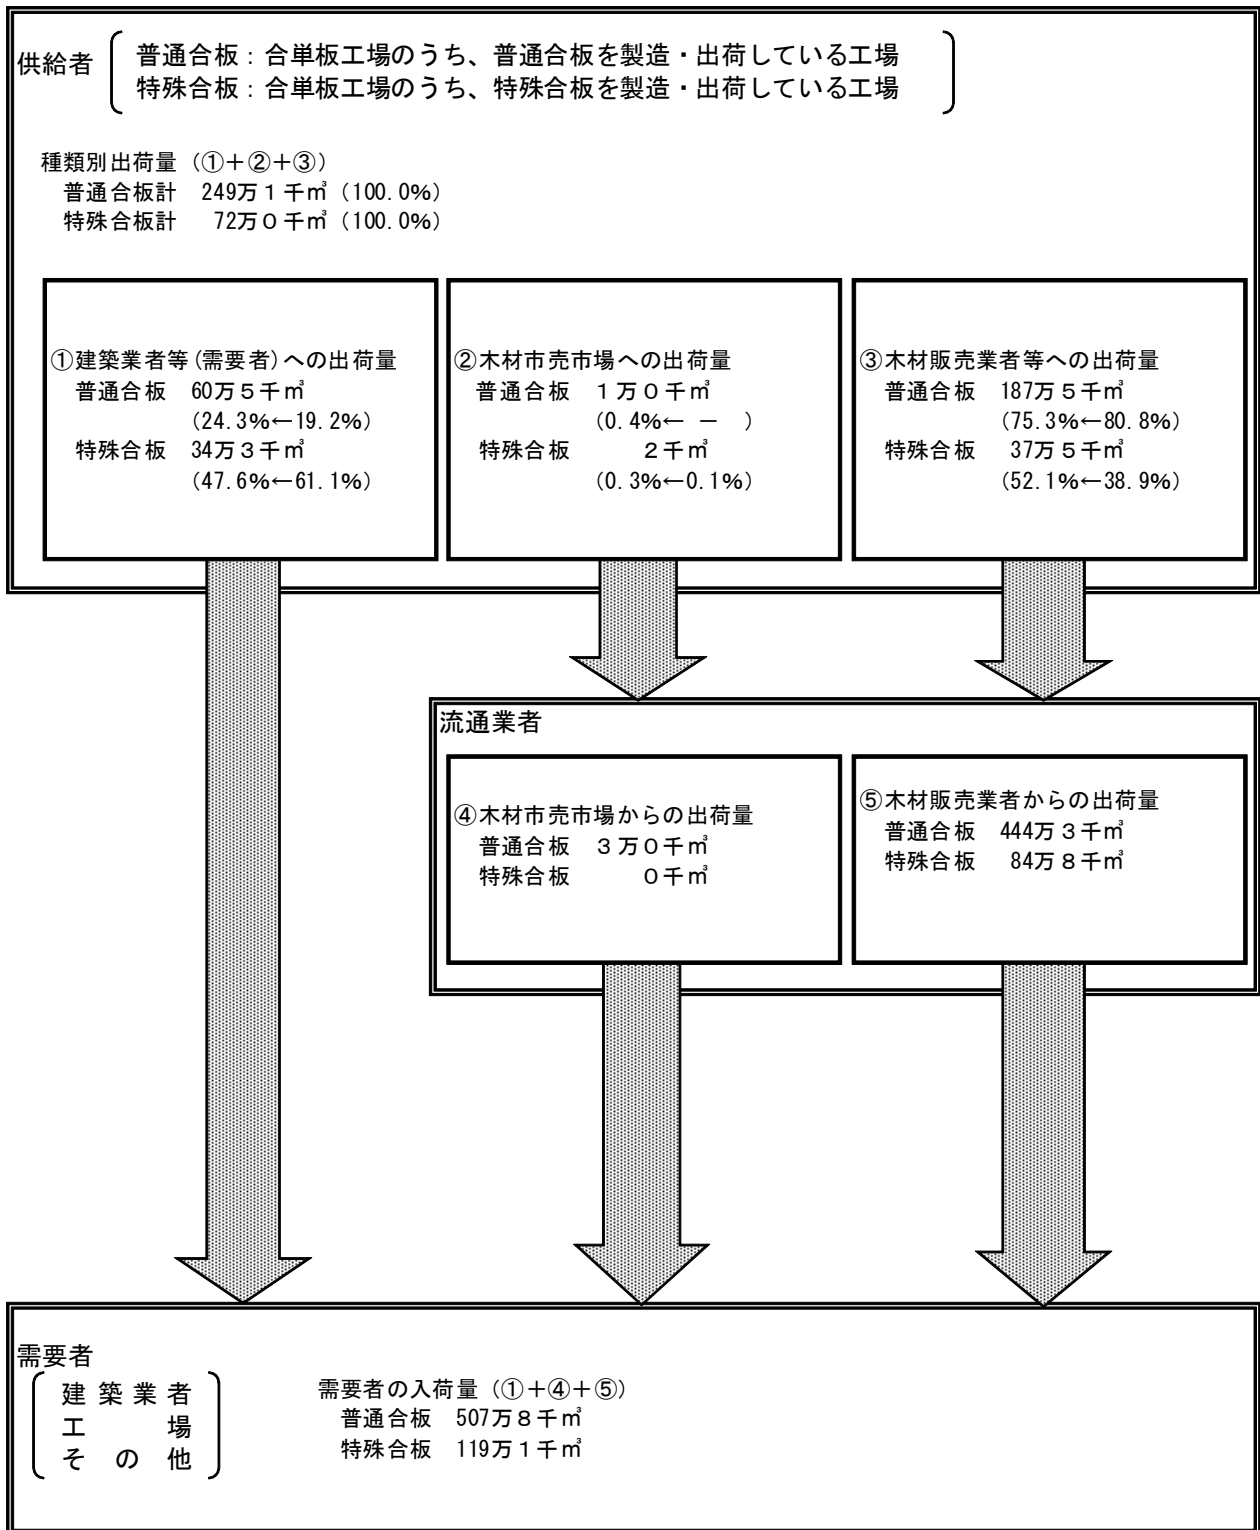 供給者
普通合板：合単板工場のうち、普通合板を製造・出荷している工場
特殊合板：合単板工場のうち、特殊合板を製造・出荷している工場
種類別出荷量（①＋②＋③）
普通合板計　249万１千㎥（100.0%）
特殊合板計　72万０千㎥（100.0%）
①建築業者等(需要者)への出荷量
普通合板　60万５千㎥
（24.3%←19.2%）
特殊合板　34万３千㎥
（47.6%←61.1%）
②木材市売市場への出荷量
普通合板　１万０千㎥
（0.4%←　－　）
特殊合板　２千㎥
（0.3%←0.1%）
③木材販売業者等への出荷量
普通合板　187万５千㎥
（75.3%←80.8%）
特殊合板　37万５千㎥
（52.1%←38.9%）
流通業者
④木材市売市場からの出荷量
普通合板　３万０千㎥
特殊合板　０千㎥
⑤木材販売業者からの出荷量
普通合板　444万３千㎥
特殊合板　84万８千㎥
需要者
建築業者
工　場
その他
需要者の入荷量（①＋④＋⑤）
普通合板　507万８千㎥
特殊合板　119万１千㎥